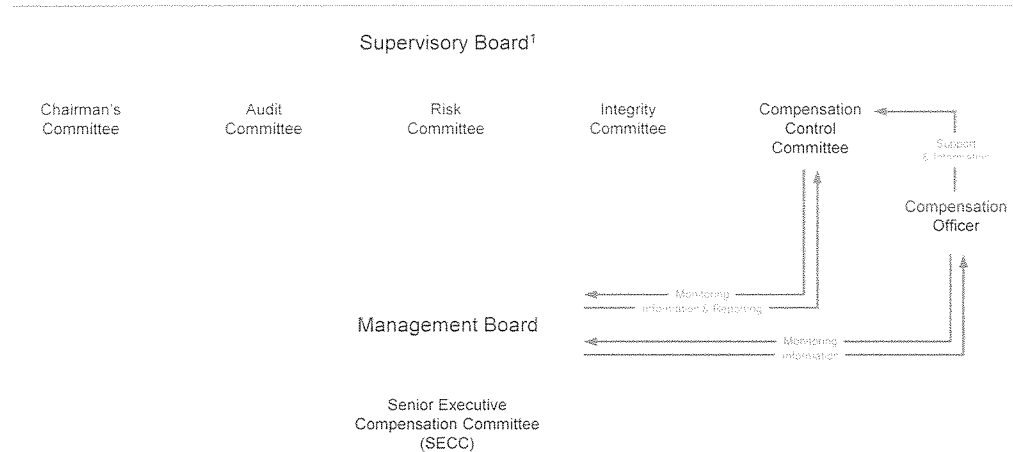 Supervisory Board¹
Chairman's
Committee
Audit
Committee
Risk
Committee
Integrity
Committee
Compensation
Control
Committee
Support
& Information
Compensation
Officer
Monitoring
Information & Reporting
Management Board
Monitoring
Information
Senior Executive
Compensation Committee
(SECC)